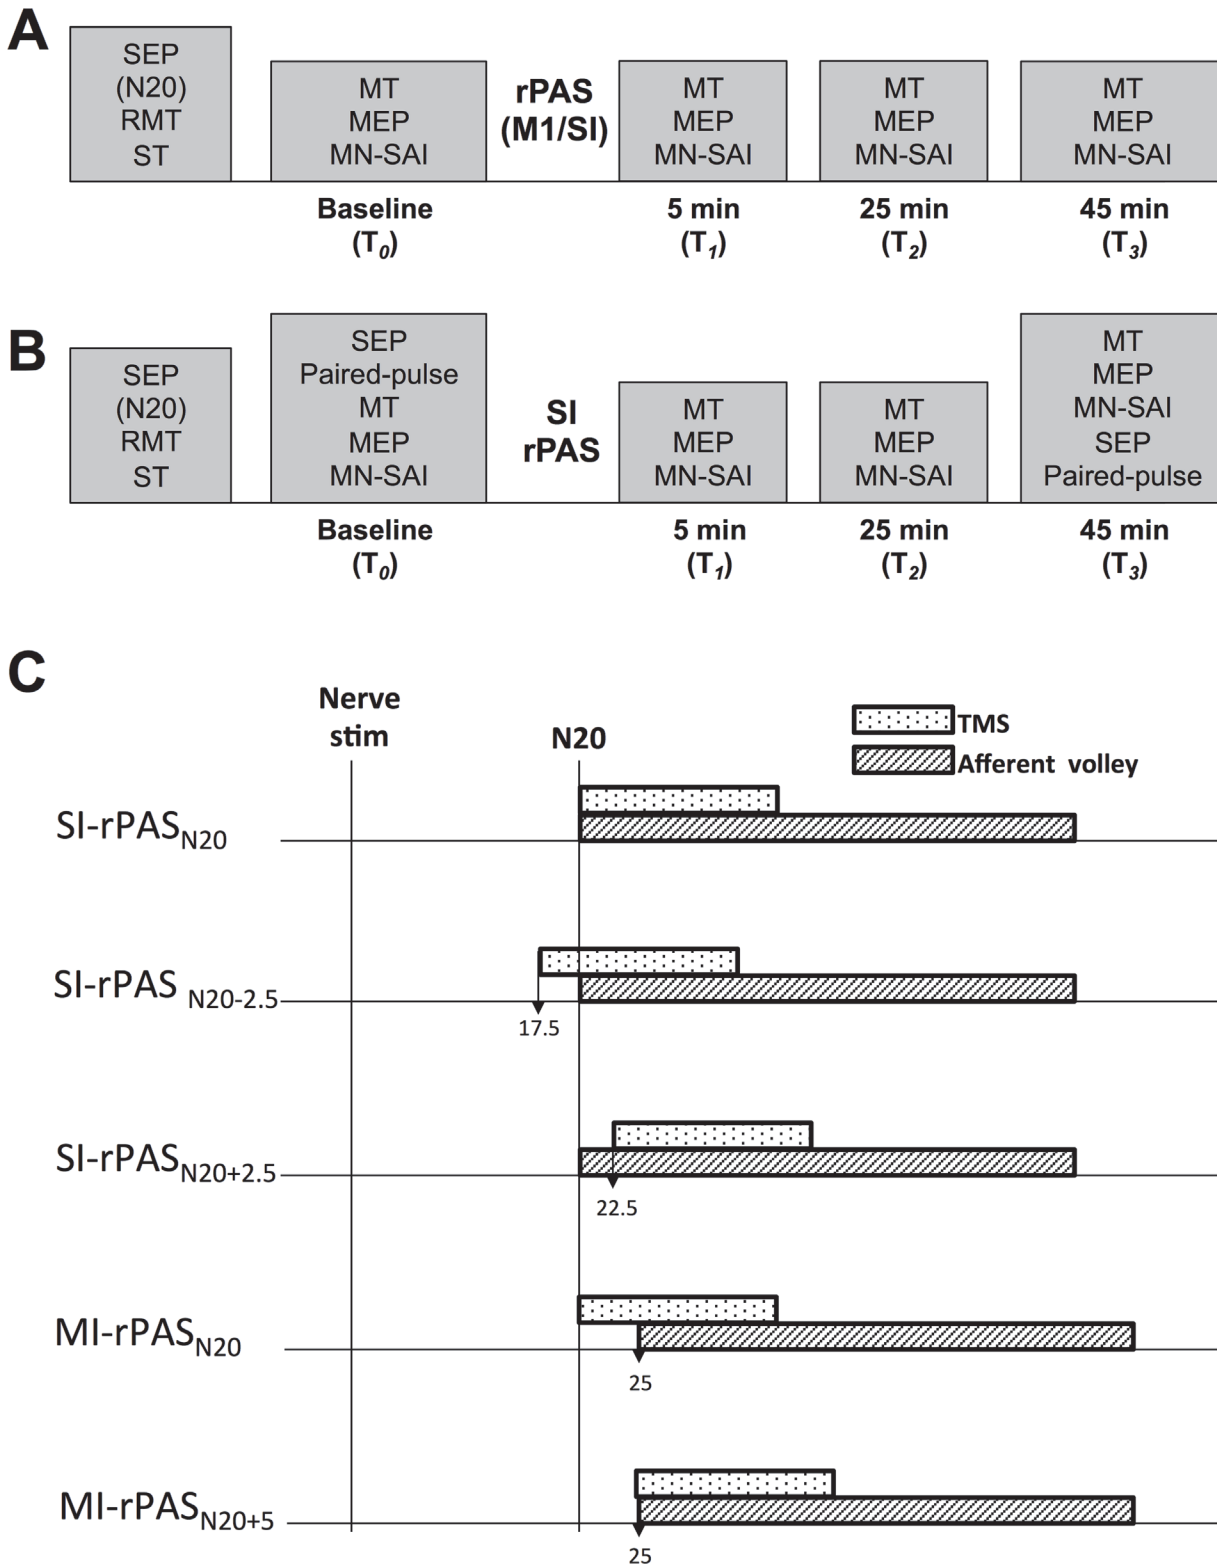 A
SEP
(N20)
RMT
ST
MT
MEP
MN-SAI
rPAS
(M1/SI)
MT
MEP
MN-SAI
MT
MEP
MN-SAI
MT
MEP
MN-SAI
Baseline
(T0)
5 min
(T1)
25 min
(T2)
45 min
(T3)
B
SEP
(N20)
RMT
ST
SEP
Paired-pulse
MT
MEP
MN-SAI
SI
rPAS
MT
MEP
MN-SAI
MT
MEP
MN-SAI
MT
MEP
MN-SAI
SEP
Paired-pulse
Baseline
(T0)
5 min
(T1)
25 min
(T2)
45 min
(T3)
C
Nerve
stim
N20
TMS
Afferent volley
SI-rPASN20
SI-rPAS N20-2.5
17.5
SI-rPASN20+2.5
22.5
MI-rPASN20
25
MI-rPASN20+5
25